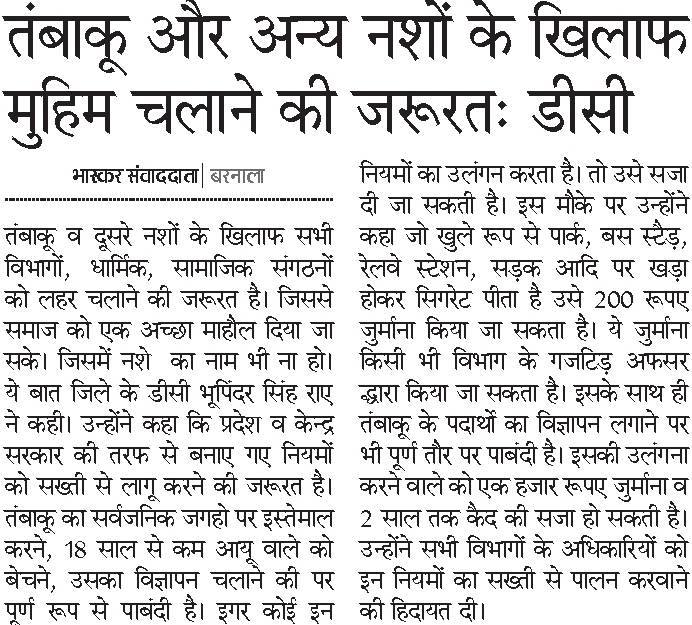 तंबाकू और अन्य नशों के खिलाफ
मुहिम चलाने की जरूरतः डीसी
भास्कर संवाददाता | बरनाला
तंबाकू व दूसरे नशों के खिलाफ सभी
विभागों, धार्मिक, सामाजिक संगठनों
को लहर चलाने की जरूरत है। जिससे
समाज को एक अच्छा माहौल दिया जा
सके। जिसमें नशे का नाम भी ना हो।
ये बात जिले के डीसी भूपिंदर सिंह राए
ने कही। उन्होंने कहा कि प्रदेश व केन्द्र
सरकार की तरफ से बनाए गए नियमों
को सख्ती से लागू करने की जरूरत है।
तंबाकू का सर्वजनिक जगहो पर इस्तेमाल
करने, 18 साल से कम आयू वाले को
बेचने, उसका विज्ञापन चलाने की पर
पूर्ण रूप से पाबंदी है। इगर कोई इन
नियमों का उलंगन करता है। तो उसे सजा
दी जा सकती है। इस मौके पर उन्होंने
कहा जो खुले रूप से पार्क, बस स्टैड़,
रेलवे स्टेशन, सड़क आदि पर खड़ा
होकर सिगरेट पीता है उसे 200 रूपए
जुर्माना किया जा सकता है। ये जुर्माना
किसी भी विभाग के गजटिड़ अफसर
द्धारा किया जा सकता है। इसके साथ ही
तंबाकू के पदार्थो का विज्ञापन लगाने पर
भी पूर्ण तौर पर पाबंदी है। इसकी उलंगना
करने वाले को एक हजार रूपए जुर्माना व
2 साल तक कैद की सजा हो सकती है।
उन्होंने सभी विभागों के अधिकारियों को
इन नियमों का सख्ती से पालन करवाने
की हिदायत दी।